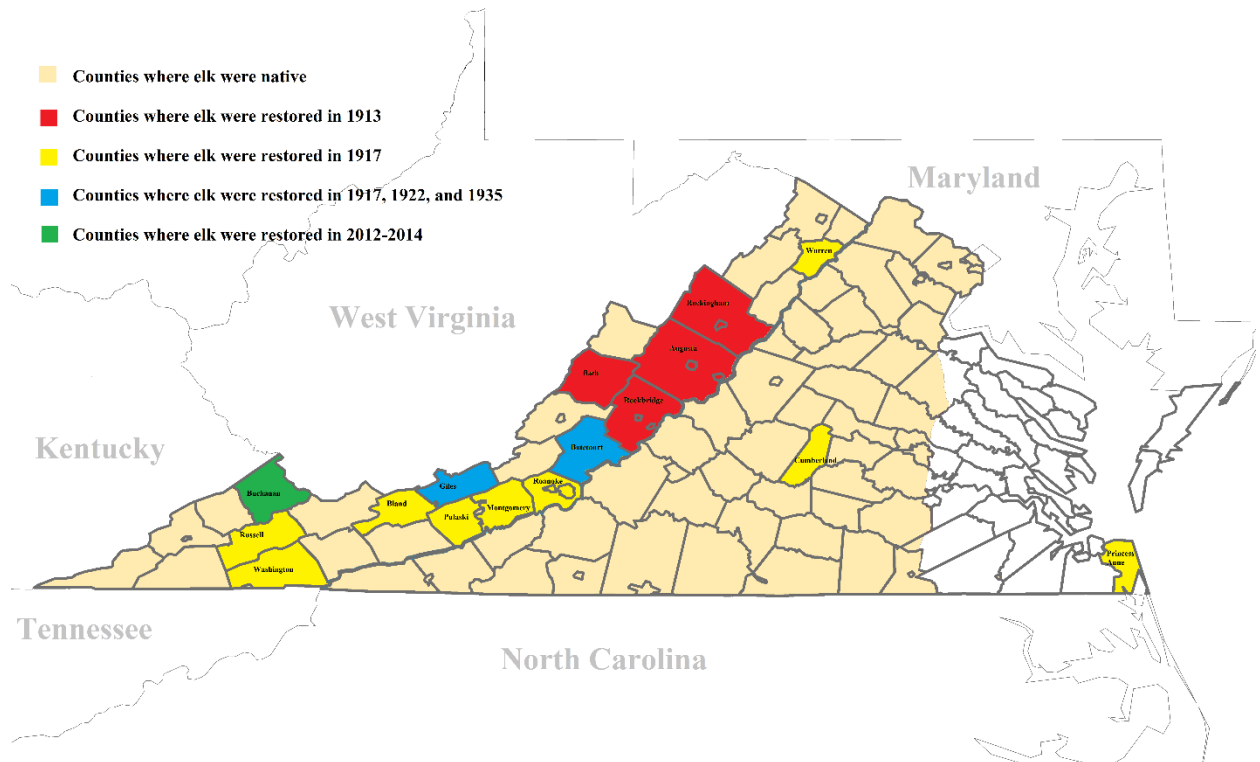 Counties where elk were native
Counties where elk were restored in 1913
Counties where elk were restored in 1917
Counties where elk were restored in 1917, 1922, and 1935
Counties where elk were restored in 2012-2014
Maryland
Warren
West Virginia
Rockingham
Augusta
Bath
Rockbridge
Kentucky
Botetourt
Cumberland
Buchanan
Giles
Roanoke
Bland
Montgomery
Pulaski
Russell
Washington
Princess
Anne
Tennessee
North Carolina